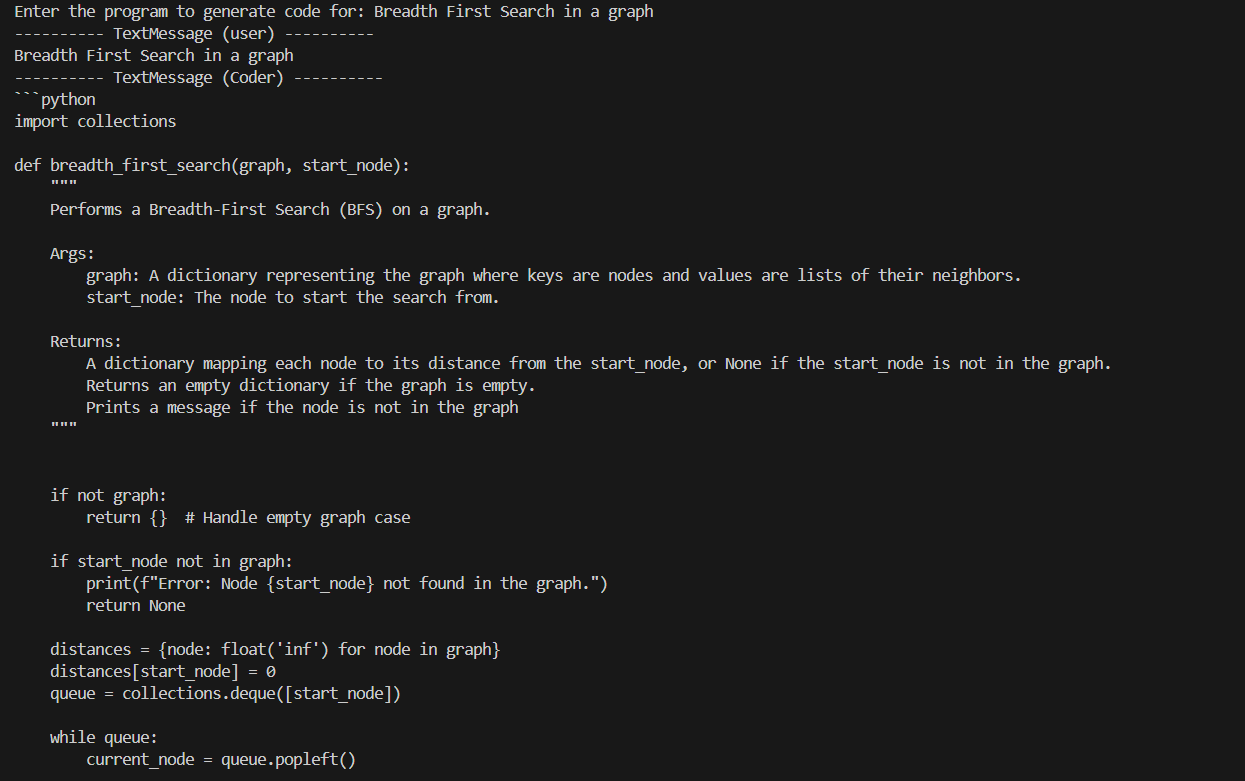 Enter the program to generate code for: Breadth First Search in a graph
---------- TextMessage (user) ----------
Breadth First Search in a graph
---------- TextMessage (Coder) ----------
```python
import collections

def breadth_first_search(graph, start_node):
    """
    Performs a Breadth-First Search (BFS) on a graph.

    Args:
        graph: A dictionary representing the graph where keys are nodes and values are lists of their neighbors.
        start_node: The node to start the search from.

    Returns:
        A dictionary mapping each node to its distance from the start_node, or None if the start_node is not in the graph.
        Returns an empty dictionary if the graph is empty.
        Prints a message if the node is not in the graph
    """


    if not graph:
        return {}  # Handle empty graph case

    if start_node not in graph:
        print(f"Error: Node {start_node} not found in the graph.")
        return None

    distances = {node: float('inf') for node in graph}
    distances[start_node] = 0
    queue = collections.deque([start_node])

    while queue:
        current_node = queue.popleft()